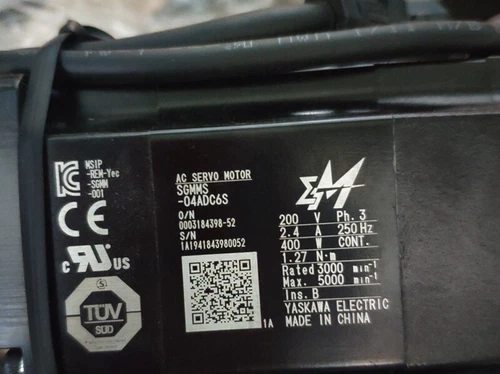 MSIP
-REM-Yec
-SGMM
-001
AC SERVO MOTOR
SGMMS
-04ADC6S
O/N
0003184398-52
S/N
1A1941843980052
200 V Ph. 3
2.4 A 250 Hz
400 W CONT.
1.27 N·m
Rated 3000 min⁻¹
Max. 5000 min⁻¹
Ins. B
YASKAWA ELECTRIC
MADE IN CHINA
1A
CE
c RU US
TÜV
SÜD